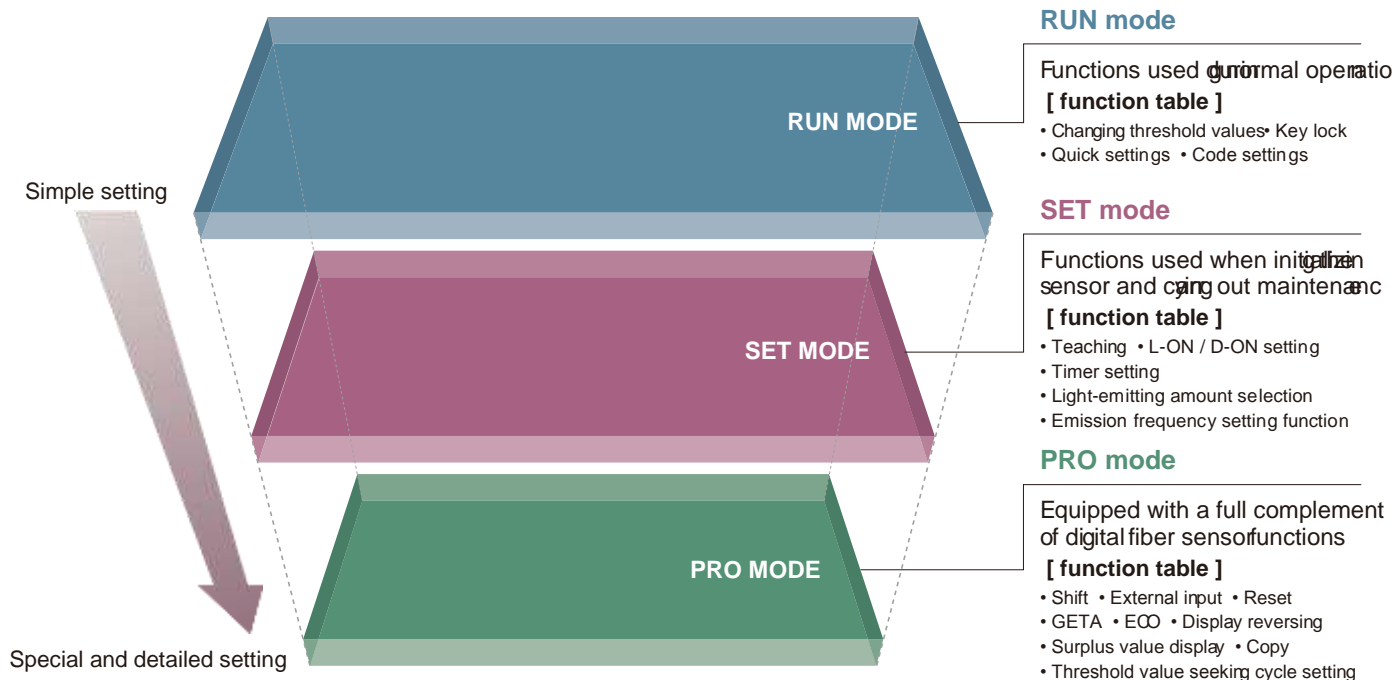 RUN mode
Functions used
[ function table ]
• Changing threshold values • Key lock
• Quick settings • Code settings
RUN MODE
Simple setting
SET mode
Functions used when
sensor and out
[ function table ]
• Teaching • L-ON / D-ON setting
• Timer setting
• Light-emitting amount selection
• Emission frequency setting function
SET MODE
PRO mode
Equipped with a full complement
of digital fiber sensor functions
[ function table ]
• Shift • External input • Reset
• GETA • ECO • Display reversing
• Surplus value display • Copy
• Threshold value seeking cycle setting
PRO MODE
Special and detailed setting